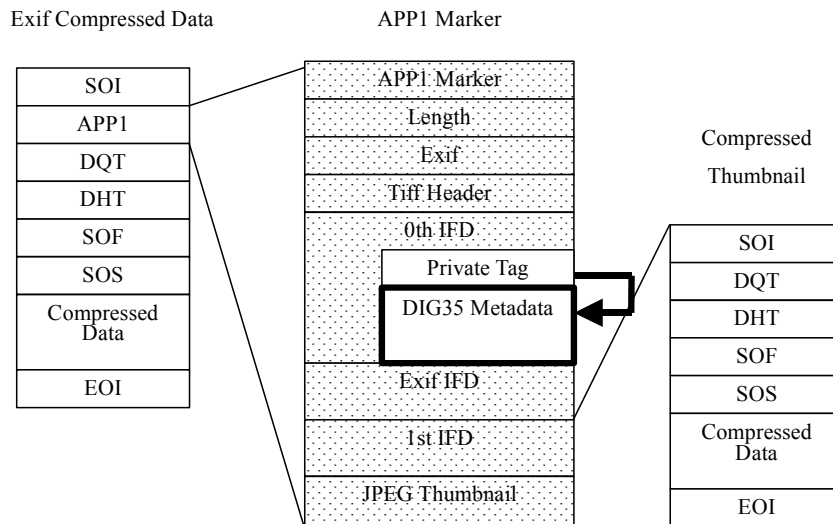 Exif Compressed Data
SOI
APP1
DQT
DHT
SOF
SOS
Compressed
Data
EOI
APP1 Marker
APP1 Marker
Length
Exif
Tiff Header
0th IFD
Private Tag
DIG35 Metadata
Exif IFD
1st IFD
JPEG Thumbnail
Compressed
Thumbnail
SOI
DQT
DHT
SOF
SOS
Compressed
Data
EOI